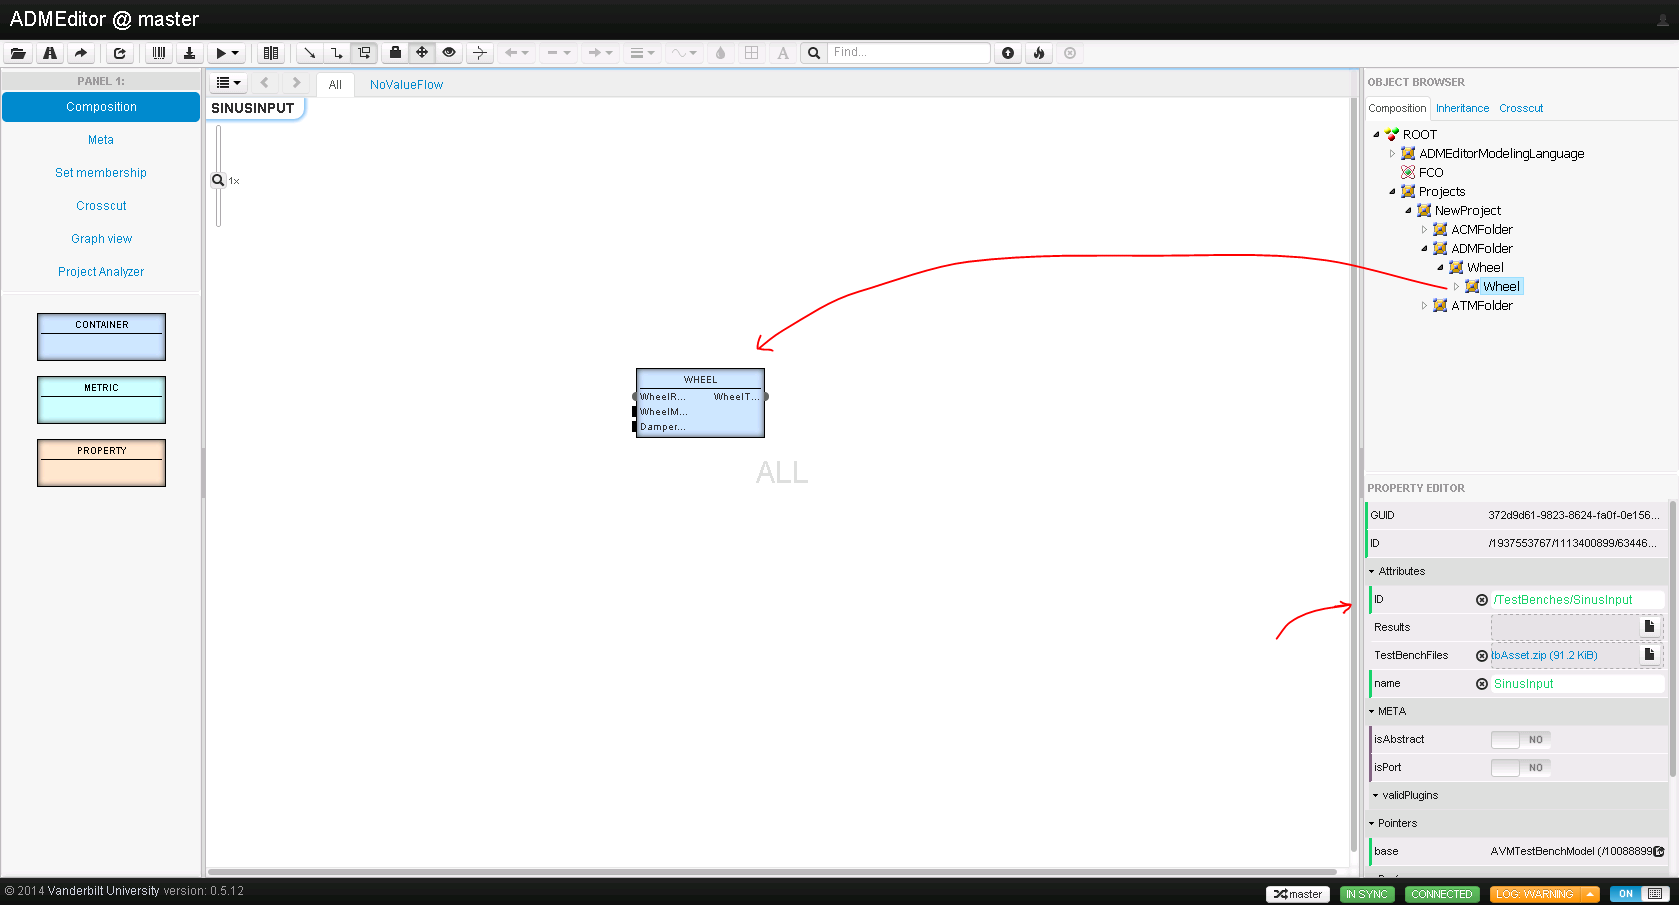 ADMEditor @ master
Find...
PANEL 1:
Composition
Meta
Set membership
Crosscut
Graph view
Project Analyzer
CONTAINER
METRIC
PROPERTY
All
NoValueFlow
SINUSINPUT
1x
WHEEL
WheelR... WheelT...
WheelM...
Damper...
ALL
OBJECT BROWSER
Composition Inheritance Crosscut
ROOT
ADMEditorModelingLanguage
FCO
Projects
NewProject
ACMFolder
ADMFolder
Wheel
Wheel
ATMFolder
PROPERTY EDITOR
GUID 372d9d61-9823-8624-fa0f-0e156...
ID /1937553767/1113400899/63446...
Attributes
ID /TestBenches/SinusInput
Results
TestBenchFiles tbAsset.zip (91.2 KiB)
name SinusInput
META
isAbstract NO
isPort NO
validPlugins
Pointers
base AVMTestBenchModel (/10088899
© 2014 Vanderbilt University version: 0.5.12
master IN SYNC CONNECTED LOG: WARNING ON